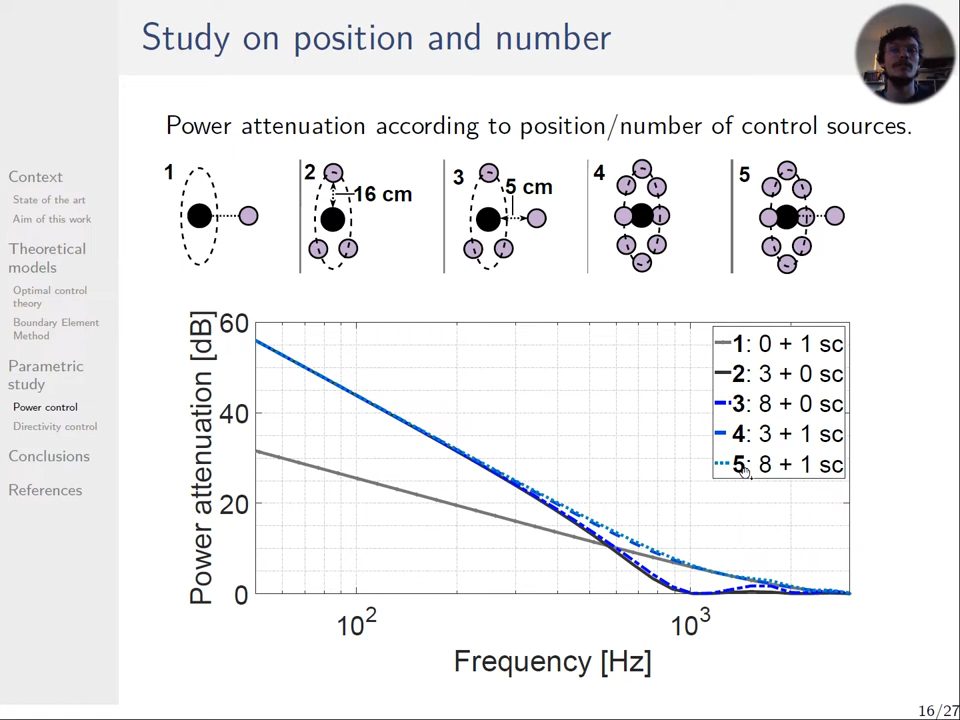 Study on position and number
Context
State of the art
Aim of this work
Theoretical
models
Optimal control
theory
Boundary Element
Method
Parametric
study
Power control
Directivity control
Conclusions
References
Power attenuation according to position/number of control sources.
1
2
16 cm
3
5 cm
4
5
Power attenuation [dB]
60
40
20
0
1: 0 + 1 sc
2: 3 + 0 sc
3: 8 + 0 sc
4: 3 + 1 sc
5: 8 + 1 sc
10²
10³
Frequency [Hz]
16/27